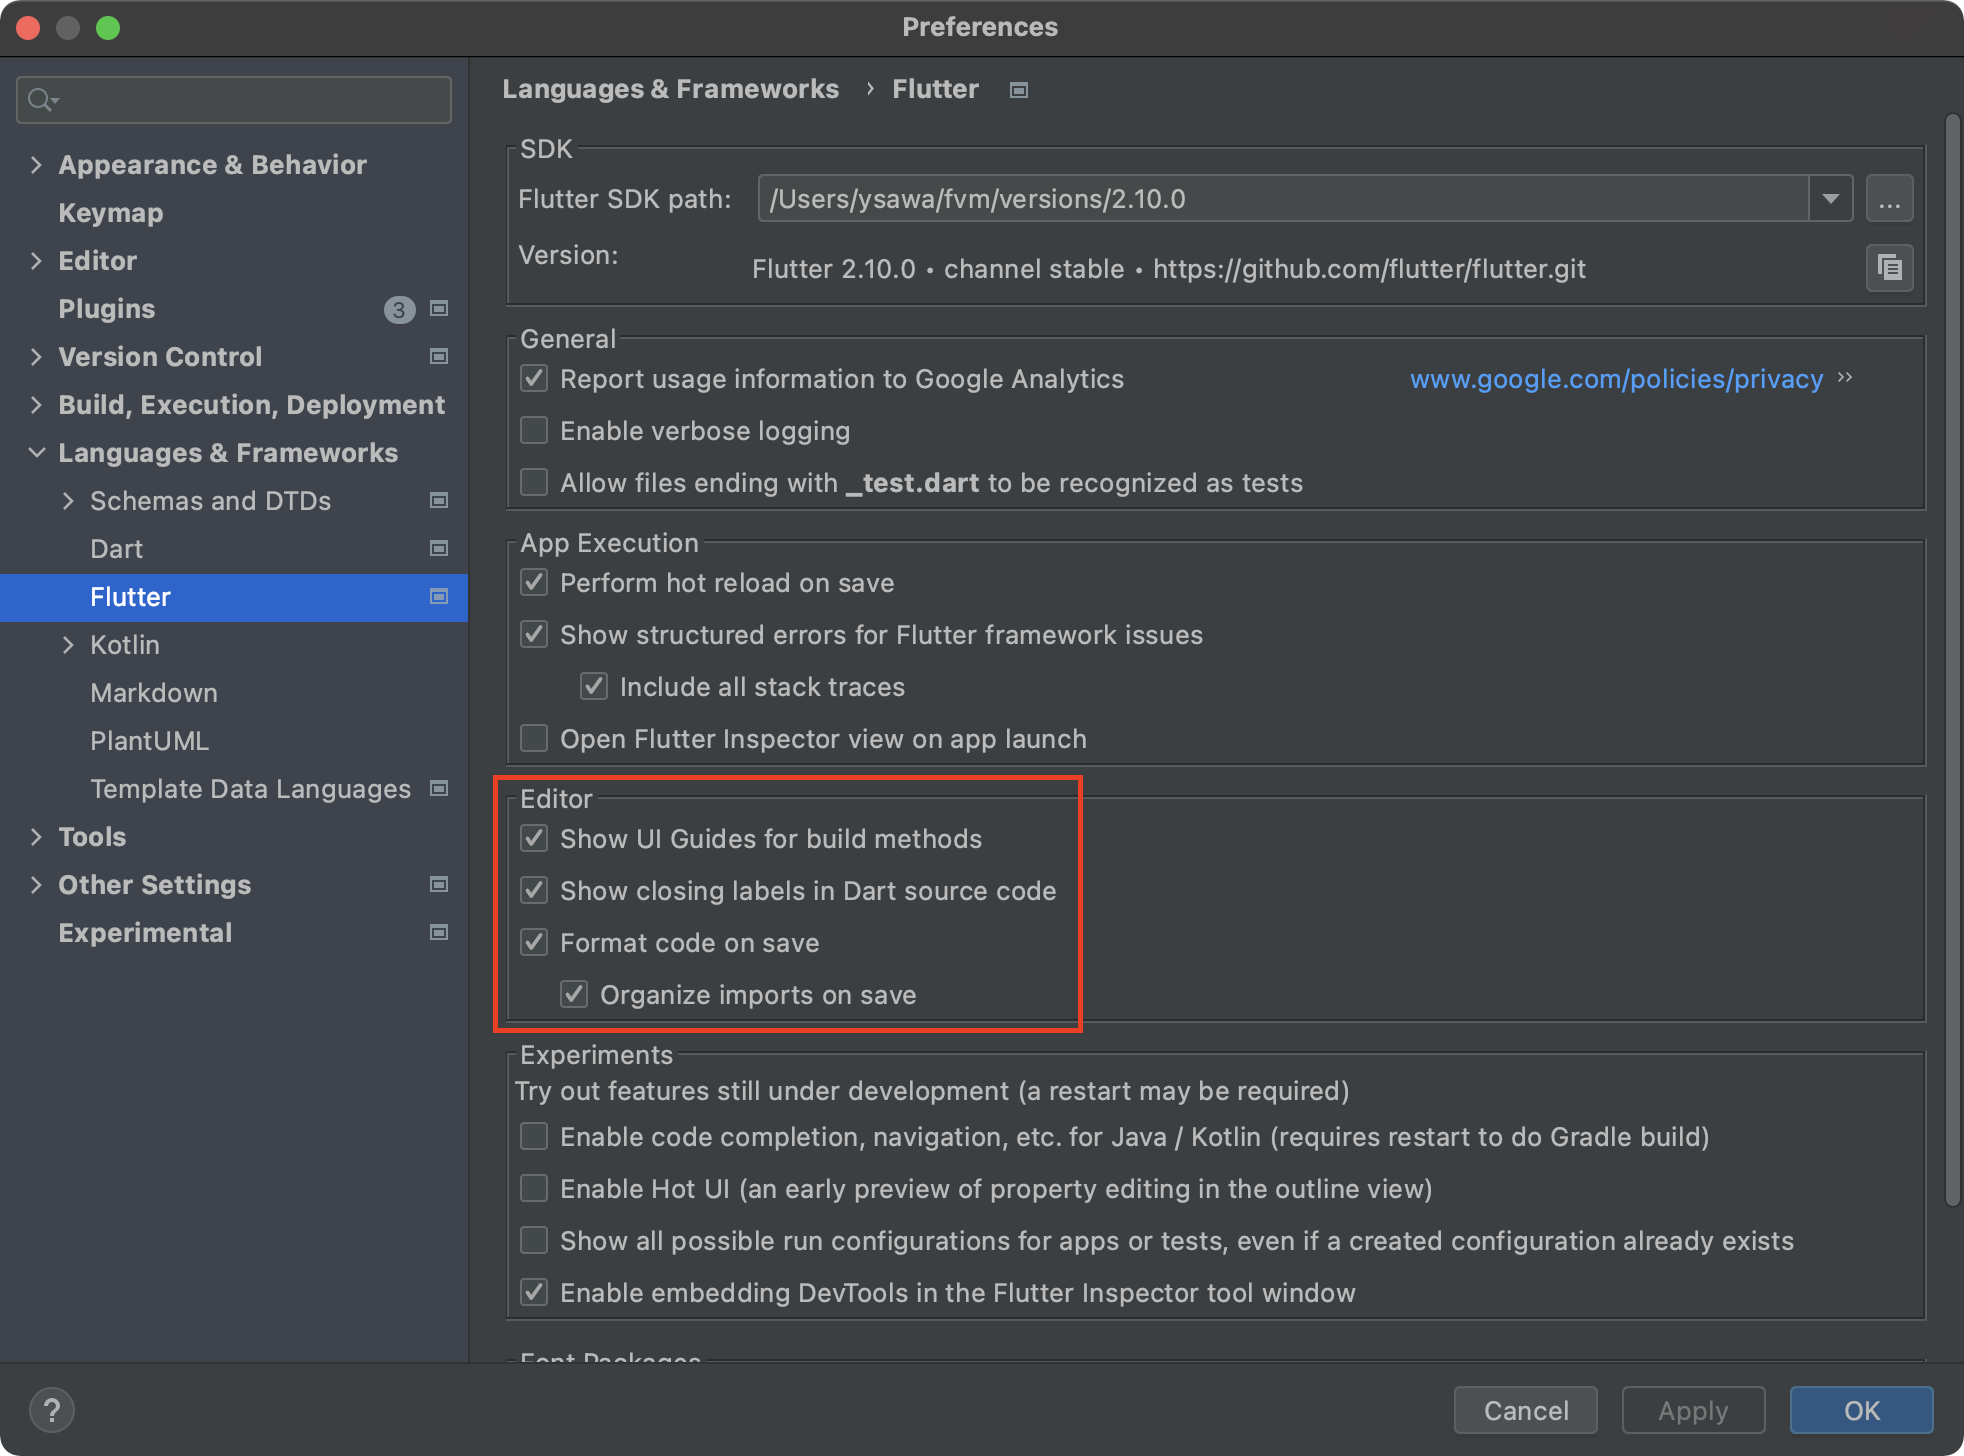 Preferences
Appearance & Behavior
Keymap
Editor
Plugins 3
Version Control
Build, Execution, Deployment
Languages & Frameworks
Schemas and DTDs
Dart
Flutter
Kotlin
Markdown
PlantUML
Template Data Languages
Tools
Other Settings
Experimental
Languages & Frameworks › Flutter
SDK
Flutter SDK path: /Users/ysawa/fvm/versions/2.10.0 ...
Version: Flutter 2.10.0 • channel stable • https://github.com/flutter/flutter.git
General
Report usage information to Google Analytics www.google.com/policies/privacy »
Enable verbose logging
Allow files ending with _test.dart to be recognized as tests
App Execution
Perform hot reload on save
Show structured errors for Flutter framework issues
Include all stack traces
Open Flutter Inspector view on app launch
Editor
Show UI Guides for build methods
Show closing labels in Dart source code
Format code on save
Organize imports on save
Experiments
Try out features still under development (a restart may be required)
Enable code completion, navigation, etc. for Java / Kotlin (requires restart to do Gradle build)
Enable Hot UI (an early preview of property editing in the outline view)
Show all possible run configurations for apps or tests, even if a created configuration already exists
Enable embedding DevTools in the Flutter Inspector tool window
Font Packages
? Cancel Apply OK